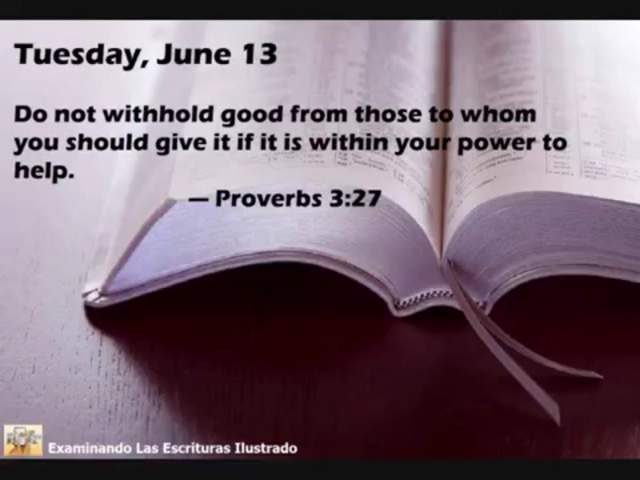 Tuesday, June 13
Do not withhold good from those to whom
you should give it if it is within your power to
help.
— Proverbs 3:27
Examinando Las Escrituras Ilustrado